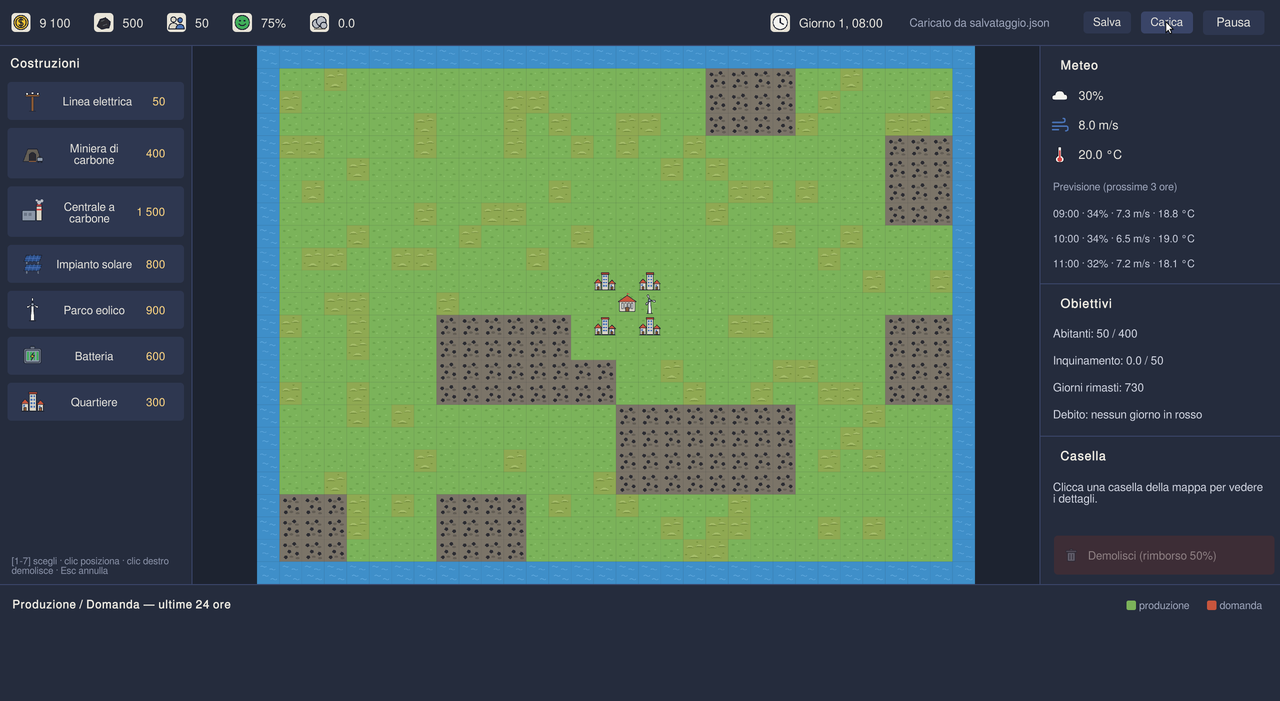 9 100
500
50
75%
0.0
Giorno 1, 08:00
Caricato da salvataggio.json
Salva
Carica
Pausa
Costruzioni
Linea elettrica 50
Miniera di
carbone 400
Centrale a
carbone 1 500
Impianto solare 800
Parco eolico 900
Batteria 600
Quartiere 300
[1-7] scegli · clic posiziona · clic destro
demolisce · Esc annulla
Meteo
30%
8.0 m/s
20.0 °C
Previsione (prossime 3 ore)
09:00 · 34% · 7.3 m/s · 18.8 °C
10:00 · 34% · 6.5 m/s · 19.0 °C
11:00 · 32% · 7.2 m/s · 18.1 °C
Obiettivi
Abitanti: 50 / 400
Inquinamento: 0.0 / 50
Giorni rimasti: 730
Debito: nessun giorno in rosso
Casella
Clicca una casella della mappa per vedere
i dettagli.
Demolisci (rimborso 50%)
Produzione / Domanda — ultime 24 ore
produzione
domanda